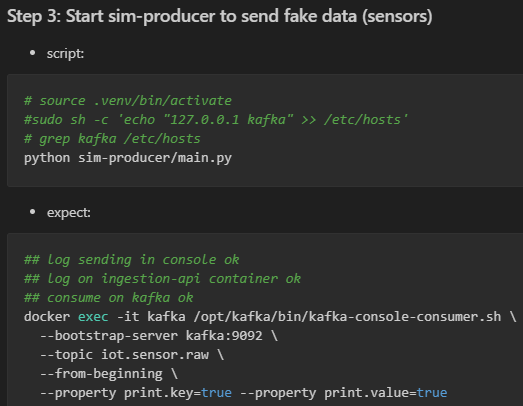 Step 3: Start sim-producer to send fake data (sensors)
• script:
# source .venv/bin/activate
#sudo sh -c 'echo "127.0.0.1 kafka" >> /etc/hosts'
# grep kafka /etc/hosts
python sim-producer/main.py
• expect:
## log sending in console ok
## log on ingestion-api container ok
## consume on kafka ok
docker exec -it kafka /opt/kafka/bin/kafka-console-consumer.sh \
  --bootstrap-server kafka:9092 \
  --topic iot.sensor.raw \
  --from-beginning \
  --property print.key=true --property print.value=true